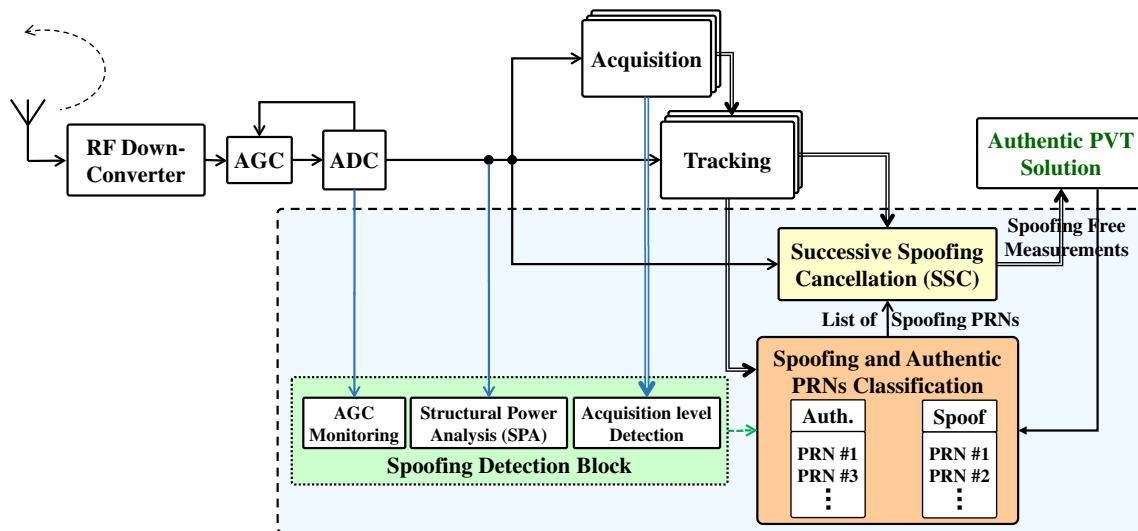 Acquisition
RF Down-
Converter
AGC
ADC
Tracking
Authentic PVT
Solution
Spoofing Free
Measurements
Successive Spoofing
Cancellation (SSC)
List of Spoofing PRNs
Spoofing and Authentic
PRNs Classification
Auth.
PRN #1
PRN #3
⋮
Spoof
PRN #1
PRN #2
⋮
AGC
Monitoring
Structural Power
Analysis (SPA)
Acquisition level
Detection
Spoofing Detection Block